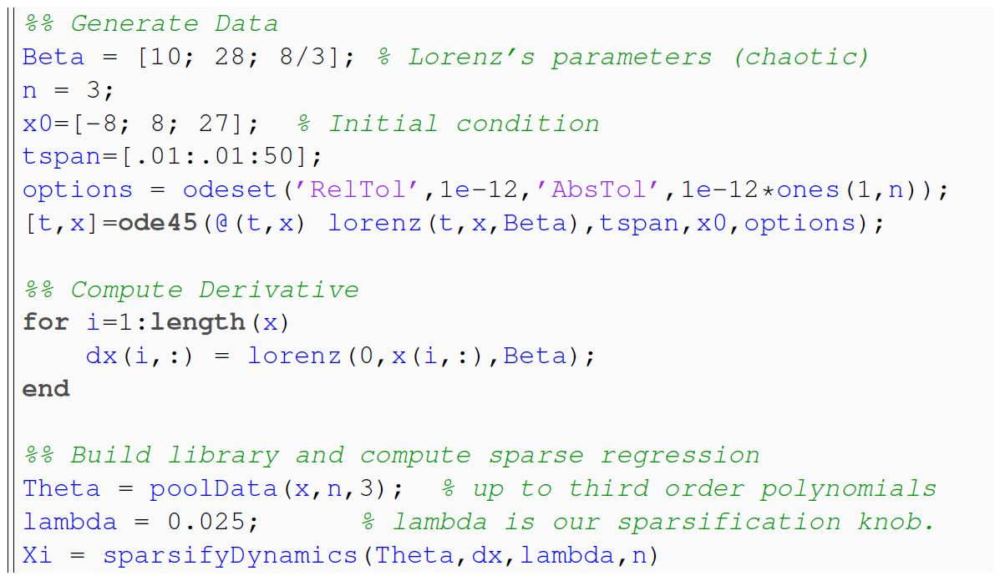 %% Generate Data
Beta = [10; 28; 8/3]; % Lorenz's parameters (chaotic)
n = 3;
x0=[-8; 8; 27];  % Initial condition
tspan=[.01:.01:50];
options = odeset('RelTol',1e-12,'AbsTol',1e-12*ones(1,n));
[t,x]=ode45(@(t,x) lorenz(t,x,Beta),tspan,x0,options);

%% Compute Derivative
for i=1:length(x)
    dx(i,:) = lorenz(0,x(i,:),Beta);
end

%% Build library and compute sparse regression
Theta = poolData(x,n,3);  % up to third order polynomials
lambda = 0.025;      % lambda is our sparsification knob.
Xi = sparsifyDynamics(Theta,dx,lambda,n)